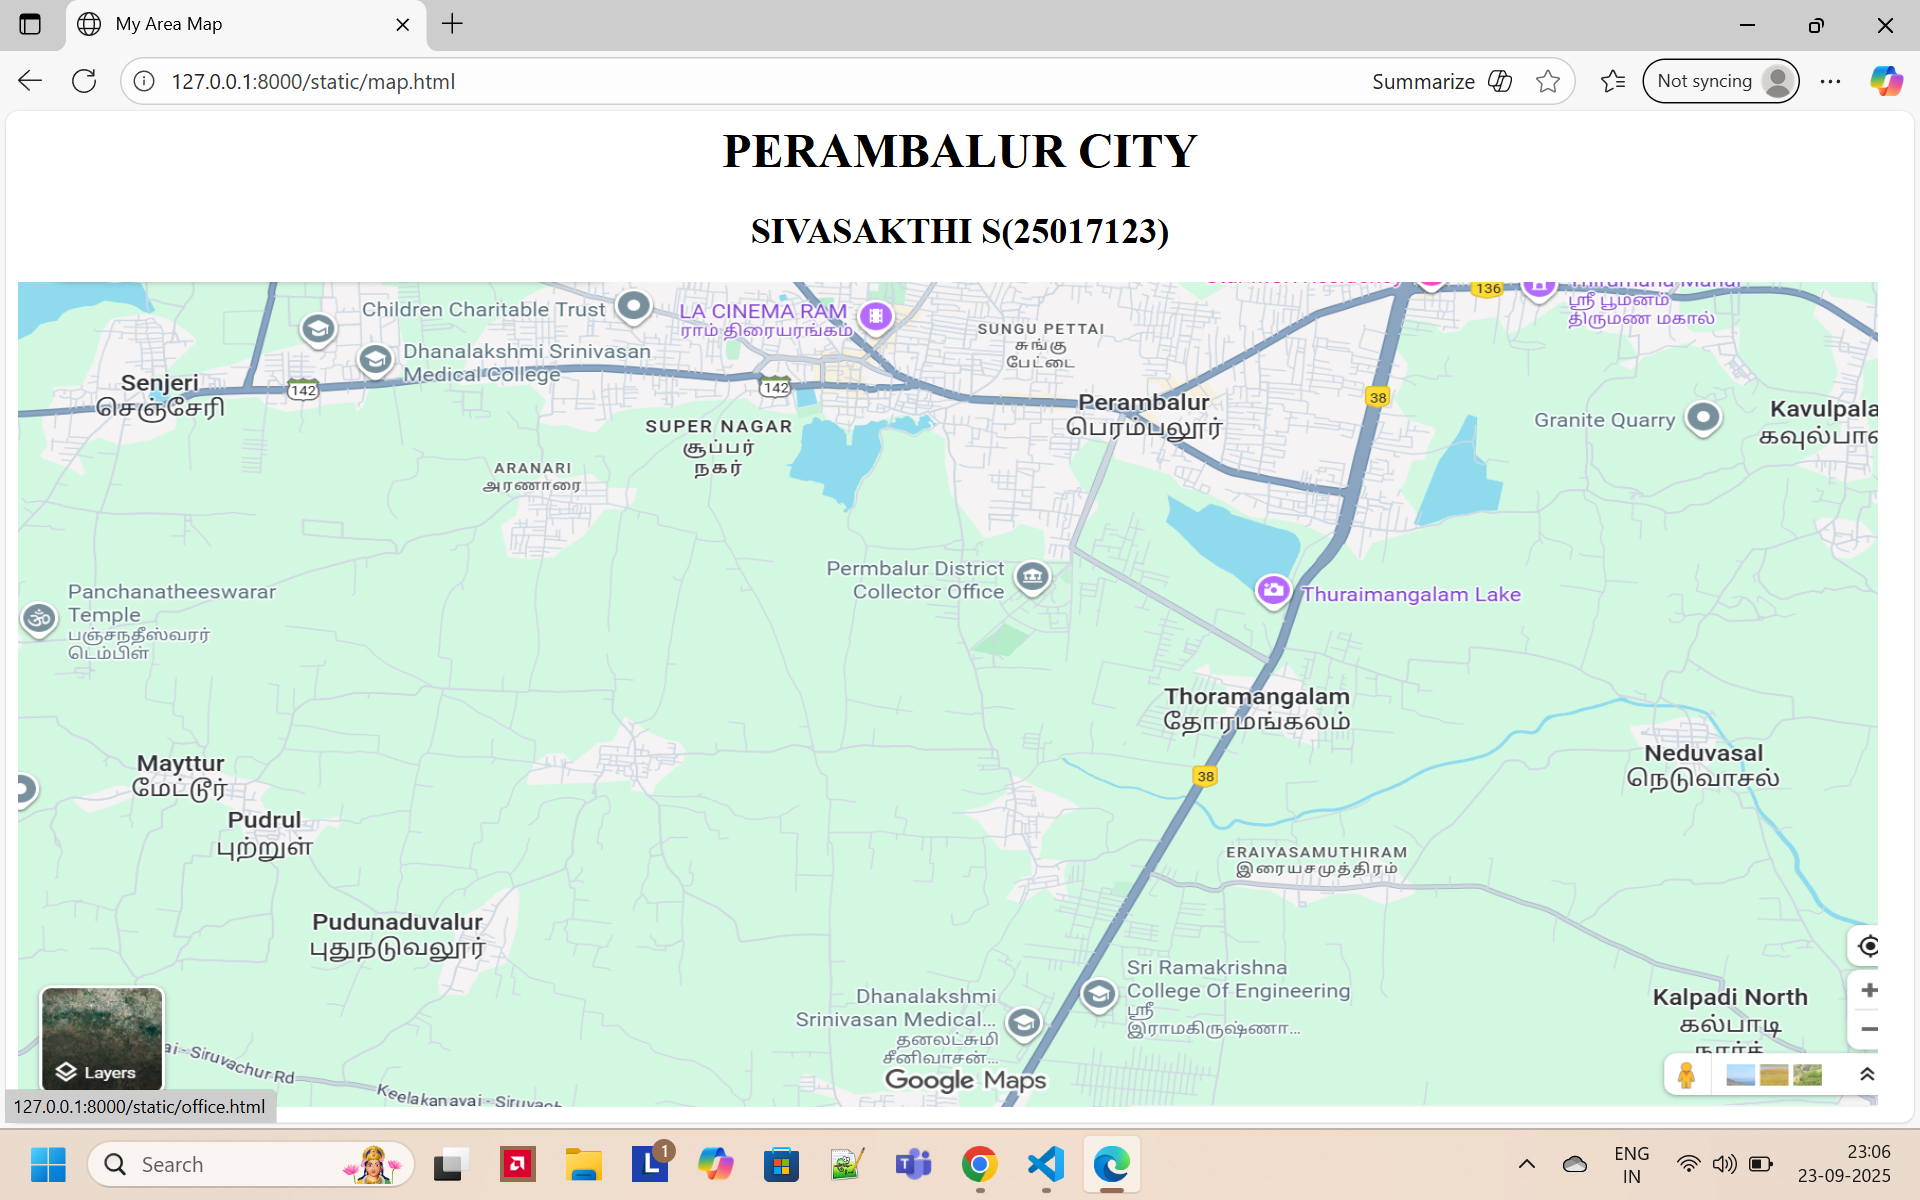 My Area Map
127.0.0.1:8000/static/map.html
Summarize
Not syncing
PERAMBALUR CITY
SIVASAKTHI S(25017123)
136
ஸ்ரீ பூமனம்
திருமண மகால்
Children Charitable Trust
LA CINEMA RAM
ராம் திரையரங்கம்
SUNGU PETTAI
சுங்கு
பேட்டை
Dhanalakshmi Srinivasan
Medical College
Senjeri
செஞ்சேரி
142
142
38
Perambalur
பெரம்பலூர்
Granite Quarry
Kavulpala
SUPER NAGAR
சூப்பர்
நகர்
ARANARI
அரணாரை
Permbalur District
Collector Office
Thuraimangalam Lake
Panchanatheeswarar
Temple
பஞ்சநதீஸ்வரர்
டெம்பிள்
Thoramangalam
தோரமங்கலம்
Mayttur
மேட்டூர்
38
Neduvasal
நெடுவாசல்
Pudrul
புற்றுள்
ERAIYASAMUTHIRAM
இரையசமுத்திரம்
Pudunaduvalur
புதுநடுவலூர்
Sri Ramakrishna
College Of Engineering
ஸ்ரீ
இராமகிருஷ்ணா...
Dhanalakshmi
Srinivasan Medical...
தனலட்சுமி
சீனிவாசன்...
Kalpadi North
கல்பாடி
நார்த்
Layers
ai - Siruvachur Rd
Google Maps
127.0.0.1:8000/static/office.html
Search
1
ENG
IN
23:06
23-09-2025